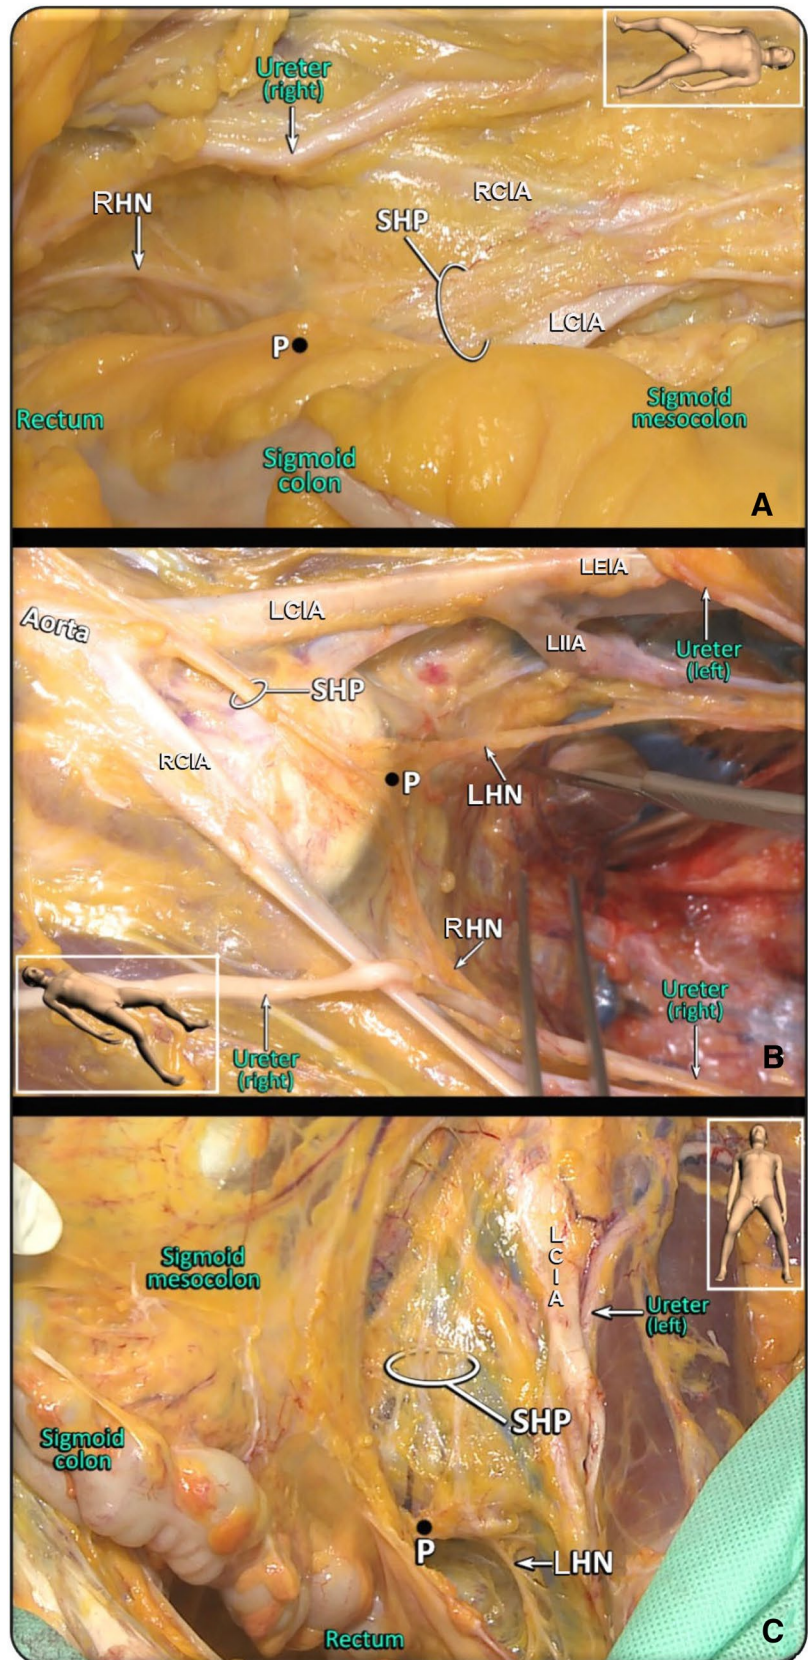 Ureter
(right)
RHN
RCIA
SHP
LCIA
P
Rectum
Sigmoid
mesocolon
Sigmoid
colon
A
LEIA
LCIA
Aorta
LIIA
Ureter
(left)
SHP
RCIA
P
LHN
RHN
Ureter
(right)
Ureter
(right)
B
L
C
I
A
Sigmoid
mesocolon
Ureter
(left)
SHP
Sigmoid
colon
P
LHN
Rectum
C